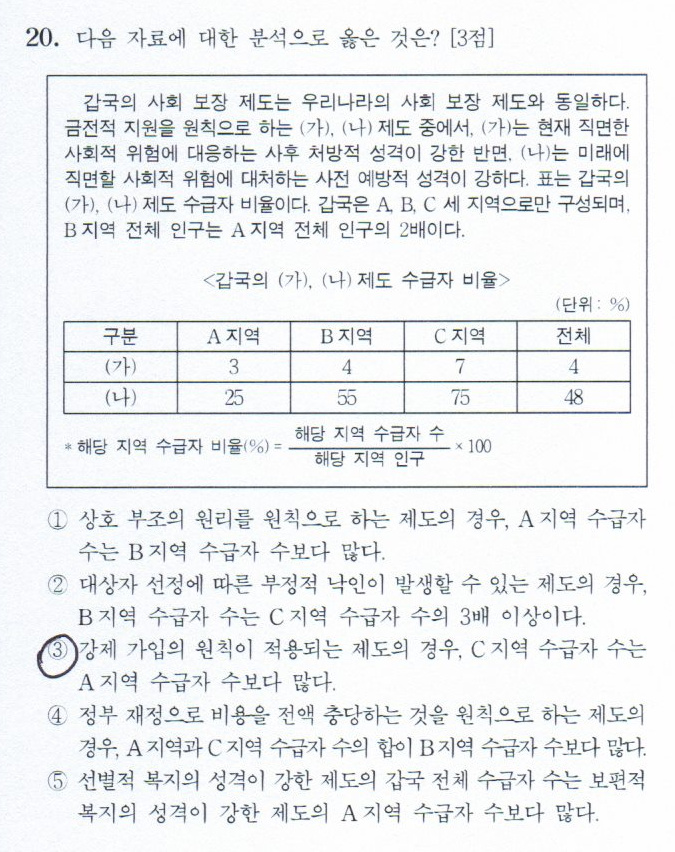 20. 다음 자료에 대한 분석으로 옳은 것은? [3점]
갑국의 사회 보장 제도는 우리나라의 사회 보장 제도와 동일하다.
금전적 지원을 원칙으로 하는 (가), (나) 제도 중에서, (가)는 현재 직면한
사회적 위험에 대응하는 사후 처방적 성격이 강한 반면, (나)는 미래에
직면할 사회적 위험에 대처하는 사전 예방적 성격이 강하다. 표는 갑국의
(가), (나) 제도 수급자 비율이다. 갑국은 A, B, C 세 지역으로만 구성되며,
B 지역 전체 인구는 A 지역 전체 인구의 2배이다.
<갑국의 (가), (나) 제도 수급자 비율>
(단위: %)
구분 A 지역 B 지역 C 지역 전체
(가) 3 4 7 4
(나) 25 55 75 48
* 해당 지역 수급자 비율(%) = 해당 지역 수급자 수 / 해당 지역 인구 × 100
① 상호 부조의 원리를 원칙으로 하는 제도의 경우, A 지역 수급자
수는 B 지역 수급자 수보다 많다.
② 대상자 선정에 따른 부정적 낙인이 발생할 수 있는 제도의 경우,
B 지역 수급자 수는 C 지역 수급자 수의 3배 이상이다.
③ 강제 가입의 원칙이 적용되는 제도의 경우, C 지역 수급자 수는
A 지역 수급자 수보다 많다.
④ 정부 재정으로 비용을 전액 충당하는 것을 원칙으로 하는 제도의
경우, A 지역과 C 지역 수급자 수의 합이 B 지역 수급자 수보다 많다.
⑤ 선별적 복지의 성격이 강한 제도의 갑국 전체 수급자 수는 보편적
복지의 성격이 강한 제도의 A 지역 수급자 수보다 많다.